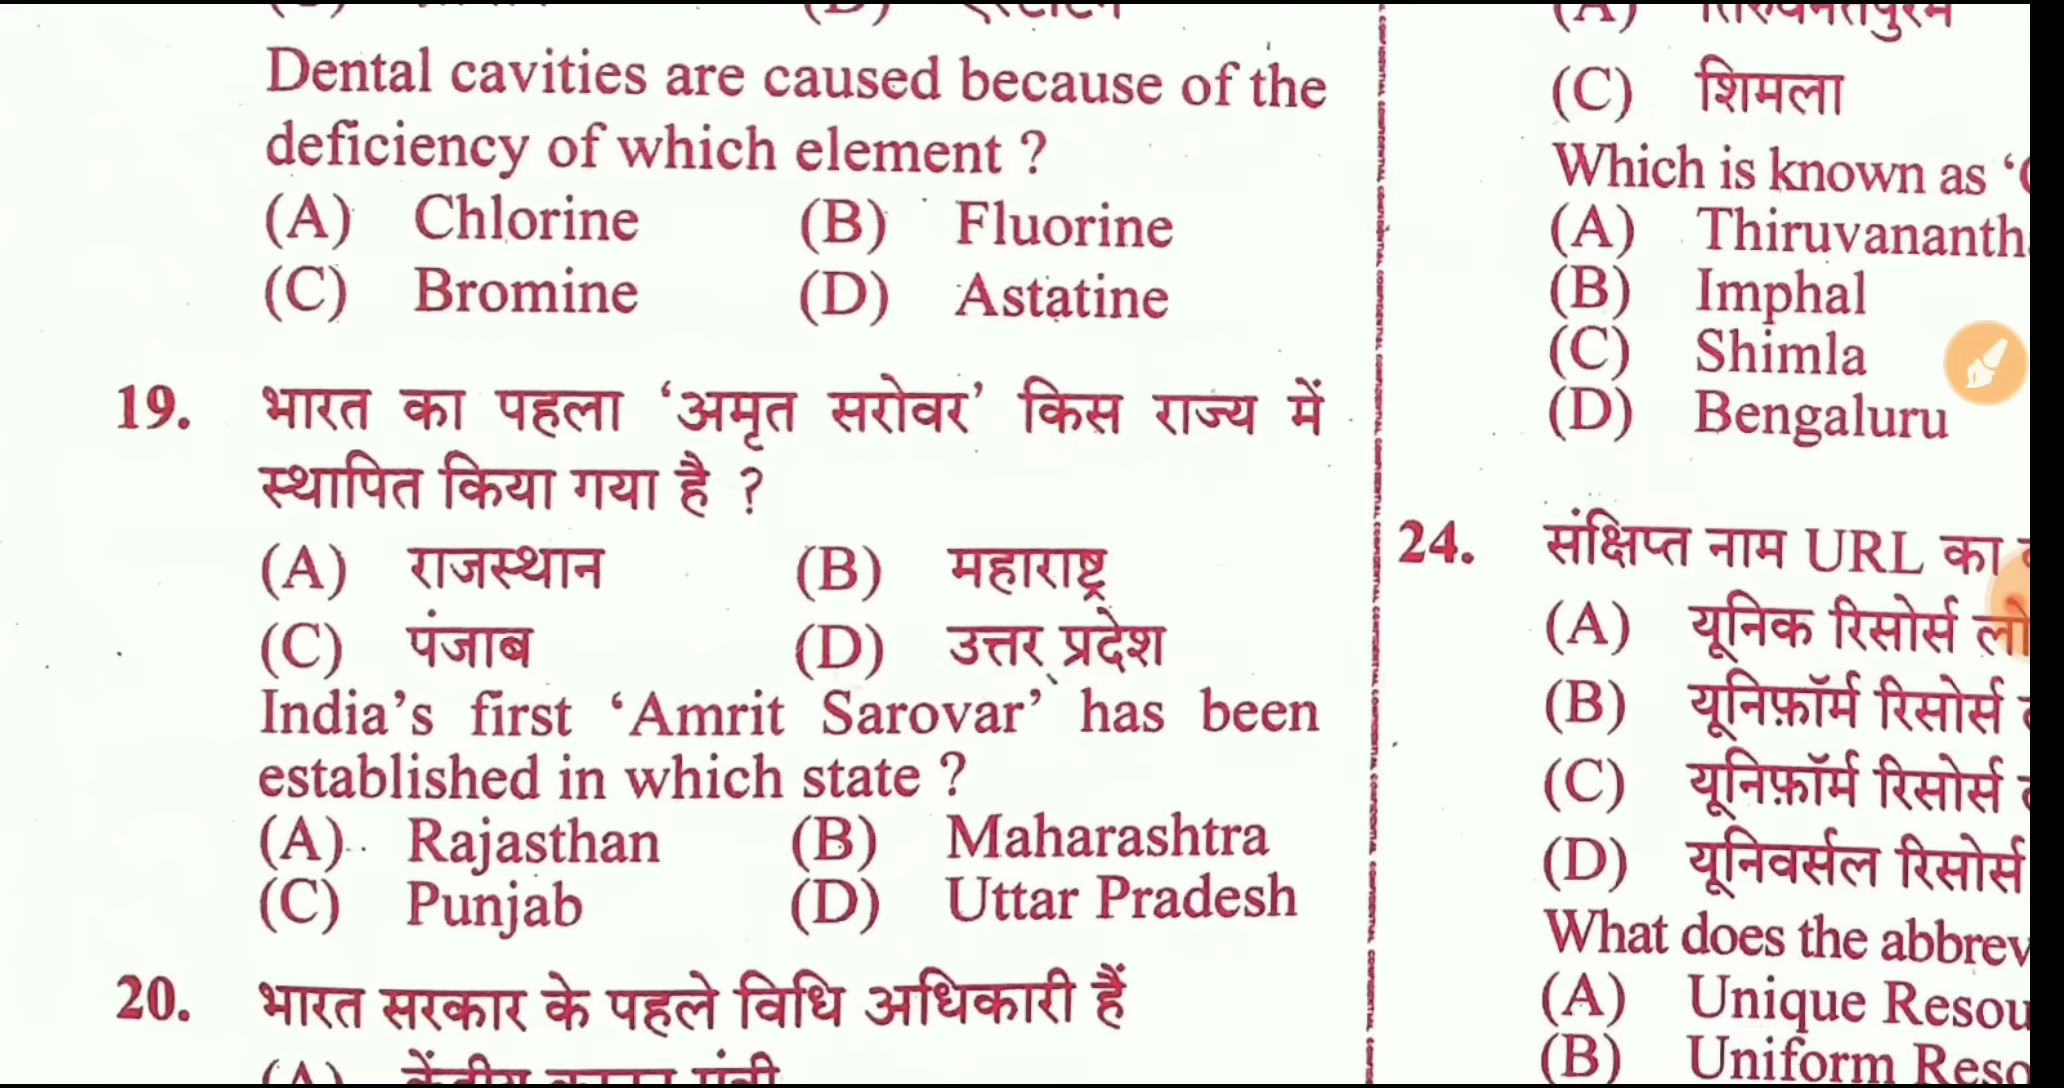 Dental cavities are caused because of the
deficiency of which element ?
(A) Chlorine (B) Fluorine
(C) Bromine (D) Astatine
19. भारत का पहला ‘अमृत सरोवर’ किस राज्य में
स्थापित किया गया है ?
(A) राजस्थान (B) महाराष्ट्र
(C) पंजाब (D) उत्तर प्रदेश
India’s first ‘Amrit Sarovar’ has been
established in which state ?
(A) Rajasthan (B) Maharashtra
(C) Punjab (D) Uttar Pradesh
20. भारत सरकार के पहले विधि अधिकारी हैं
(C) शिमला
Which is known as
(A) Thiruvananth
(B) Imphal
(C) Shimla
(D) Bengaluru
24. संक्षिप्त नाम URL का
(A) यूनिक रिसोर्स लो
(B) यूनिफ़ॉर्म रिसोर्स
(C) यूनिफ़ॉर्म रिसोर्स
(D) यूनिवर्सल रिसोर्स
What does the abbrev
(A) Unique Resou
(B) Uniform Reso